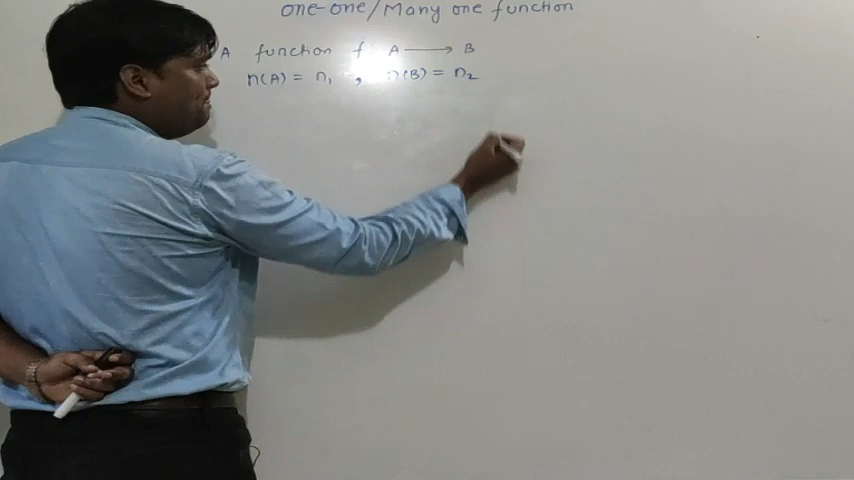 one-one/Many one function
A function f: A → B
n(A) = n₁ , n(B) = n₂